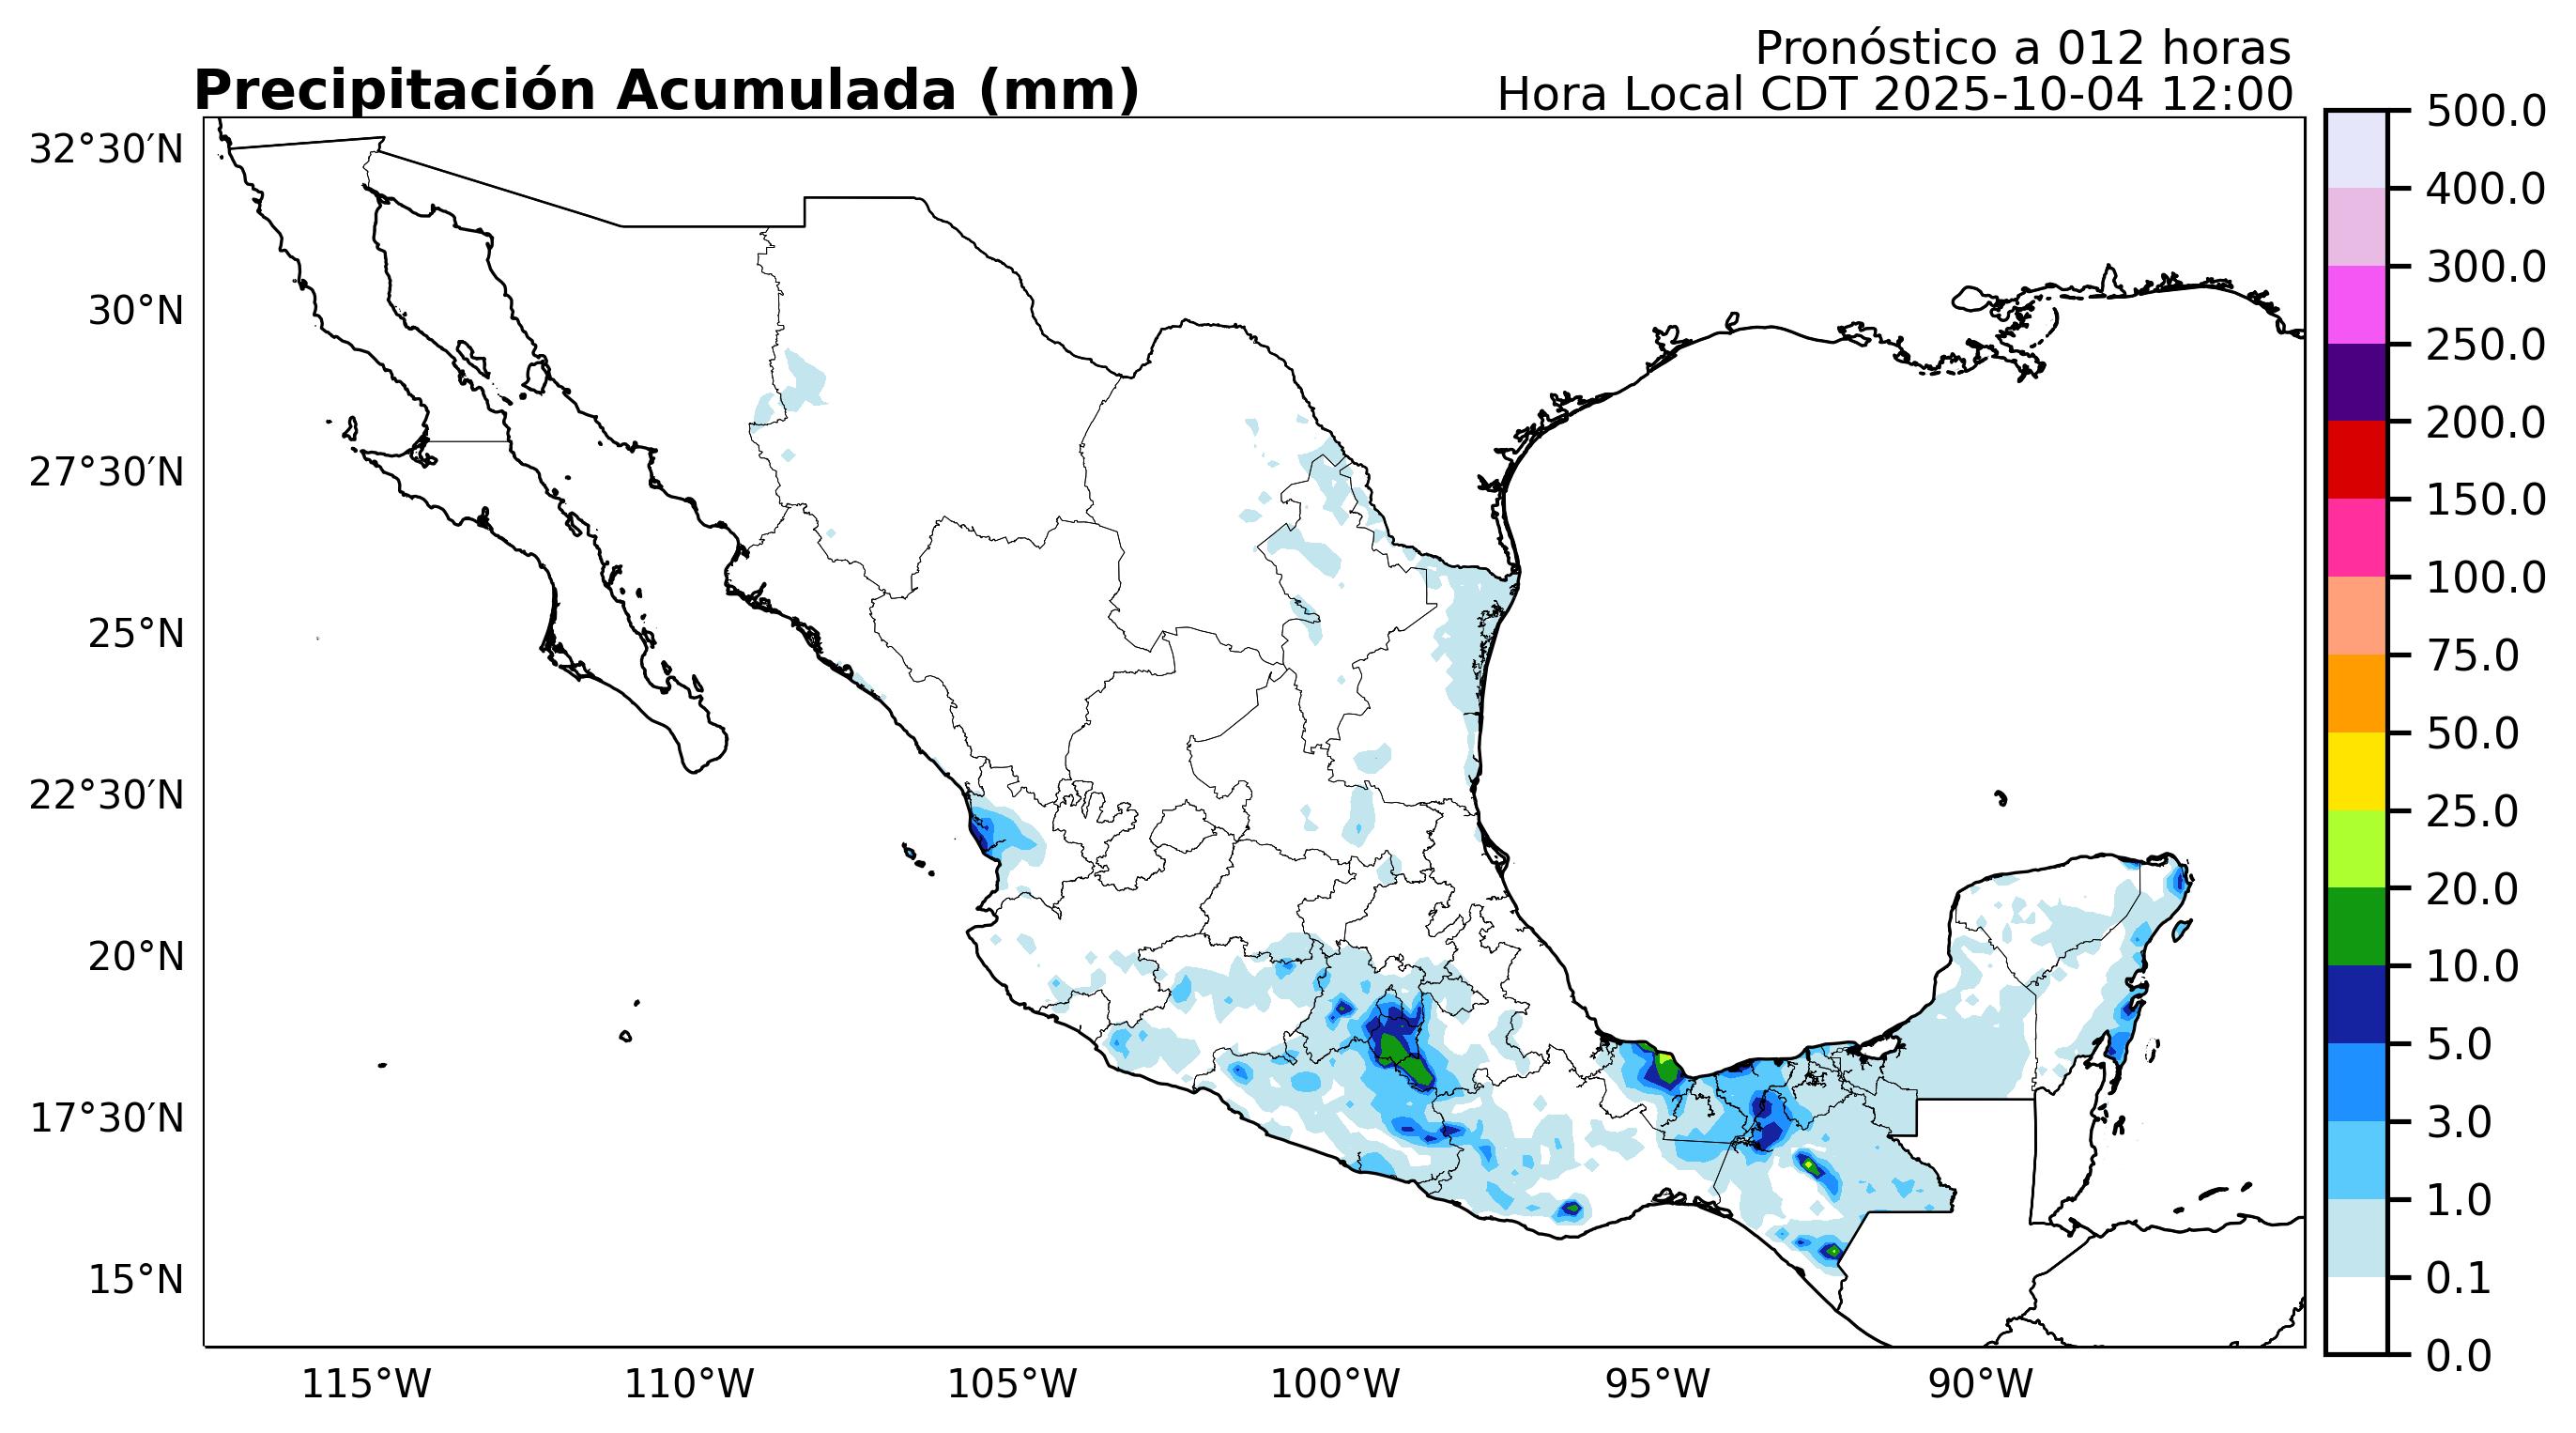 Pronóstico a 012 horas
Precipitación Acumulada (mm)
Hora Local CDT 2025-10-04 12:00
32°30′N
30°N
27°30′N
25°N
22°30′N
20°N
17°30′N
15°N
115°W
110°W
105°W
100°W
95°W
90°W
500.0
400.0
300.0
250.0
200.0
150.0
100.0
75.0
50.0
25.0
20.0
10.0
5.0
3.0
1.0
0.1
0.0